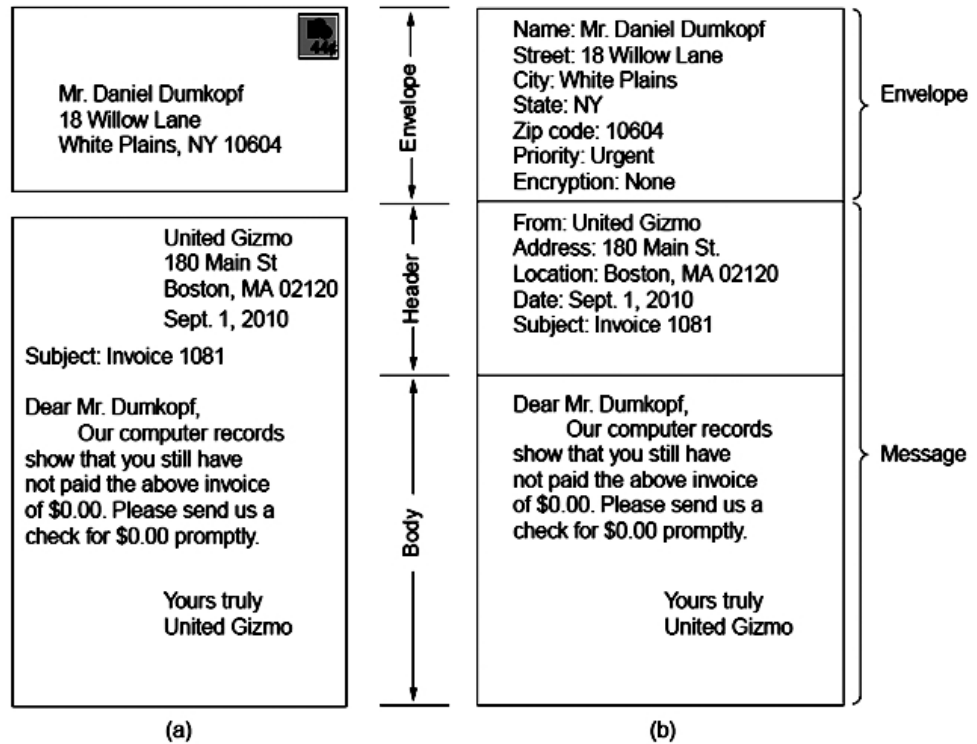 44¢
Mr. Daniel Dumkopf
18 Willow Lane
White Plains, NY 10604
United Gizmo
180 Main St
Boston, MA 02120
Sept. 1, 2010
Subject: Invoice 1081
Dear Mr. Dumkopf,
Our computer records
show that you still have
not paid the above invoice
of $0.00. Please send us a
check for $0.00 promptly.
Yours truly
United Gizmo
(a)
Envelope
Header
Body
Name: Mr. Daniel Dumkopf
Street: 18 Willow Lane
City: White Plains
State: NY
Zip code: 10604
Priority: Urgent
Encryption: None
From: United Gizmo
Address: 180 Main St.
Location: Boston, MA 02120
Date: Sept. 1, 2010
Subject: Invoice 1081
Dear Mr. Dumkopf,
Our computer records
show that you still have
not paid the above invoice
of $0.00. Please send us a
check for $0.00 promptly.
Yours truly
United Gizmo
(b)
Envelope
Message